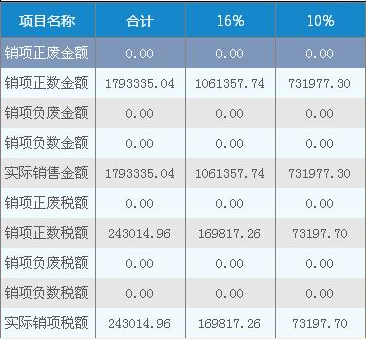 项目名称 合计 16% 10%
销项正废金额 0.00 0.00 0.00
销项正数金额 1793335.04 1061357.74 731977.30
销项负废金额 0.00 0.00 0.00
销项负数金额 0.00 0.00 0.00
实际销售金额 1793335.04 1061357.74 731977.30
销项正废税额 0.00 0.00 0.00
销项正数税额 243014.96 169817.26 73197.70
销项负废税额 0.00 0.00 0.00
销项负数税额 0.00 0.00 0.00
实际销项税额 243014.96 169817.26 73197.70